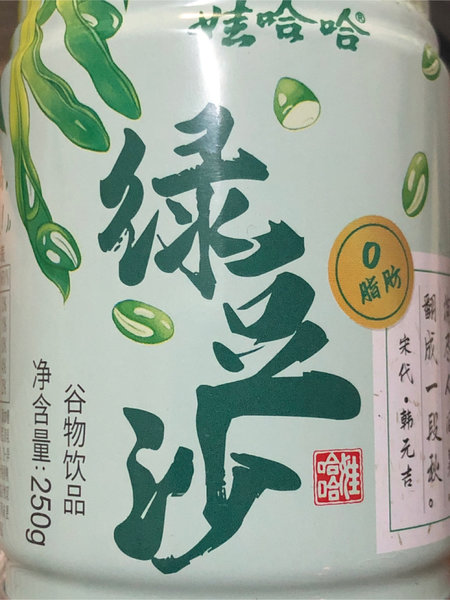 娃哈哈®
绿豆沙
0
脂肪
谷物饮品
净含量:250g
娃哈哈
翻成一段秋。
宋代·韩元吉